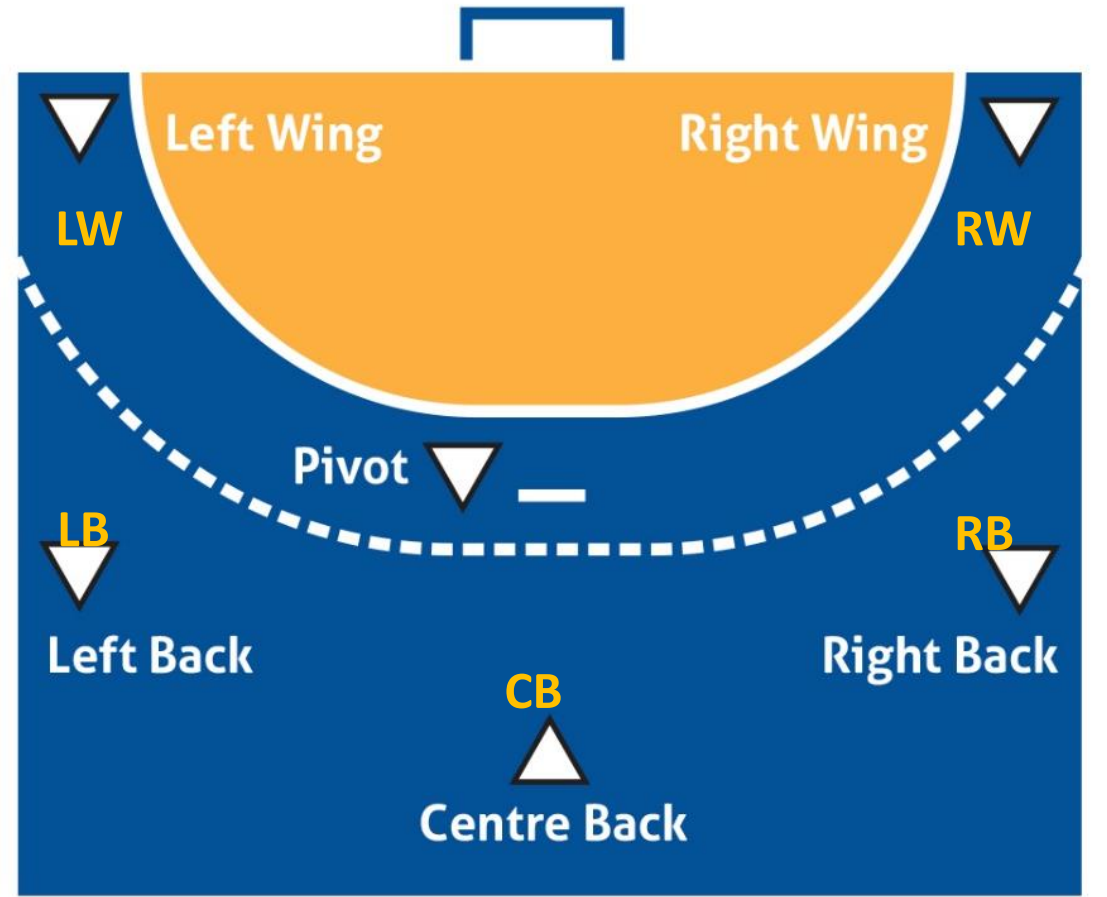 Left Wing
Right Wing
LW
RW
Pivot
LB
RB
Left Back
Right Back
CB
Centre Back